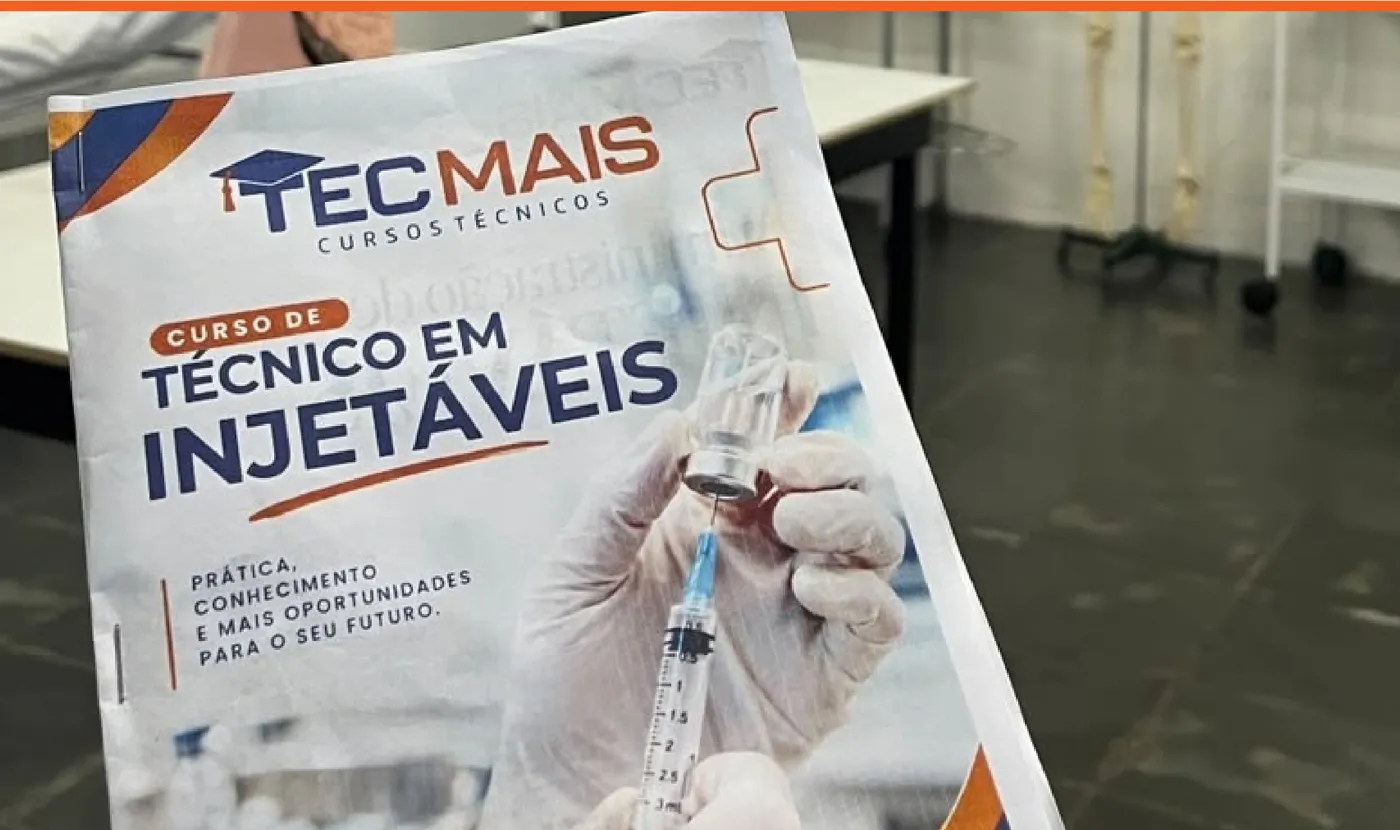 TECMAIS
CURSOS TÉCNICOS
CURSO DE
TÉCNICO EM
INJETÁVEIS
PRÁTICA,
CONHECIMENTO
E MAIS OPORTUNIDADES
PARA O SEU FUTURO.
0.5
1
1.5
2
2.5
3ml